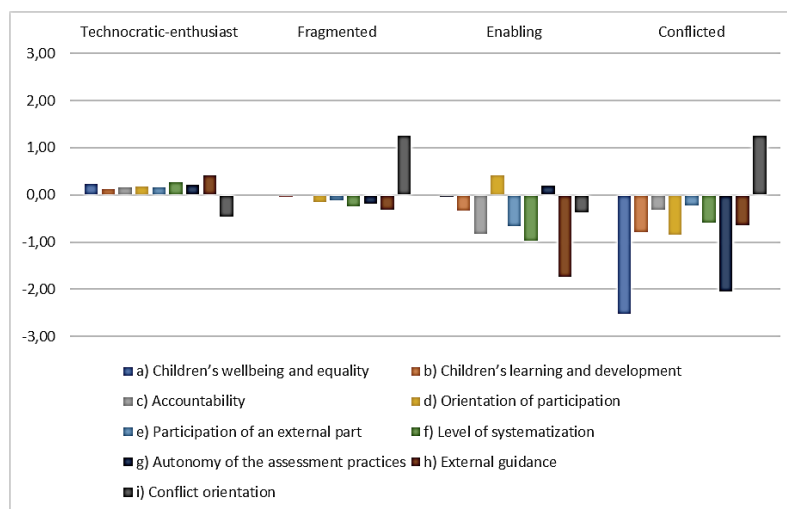 Technocratic-enthusiast Fragmented Enabling Conflicted
3,00
2,00
1,00
0,00
-1,00
-2,00
-3,00
a) Children's wellbeing and equality b) Children's learning and development
c) Accountability d) Orientation of participation
e) Participation of an external part f) Level of systematization
g) Autonomy of the assessment practices h) External guidance
i) Conflict orientation